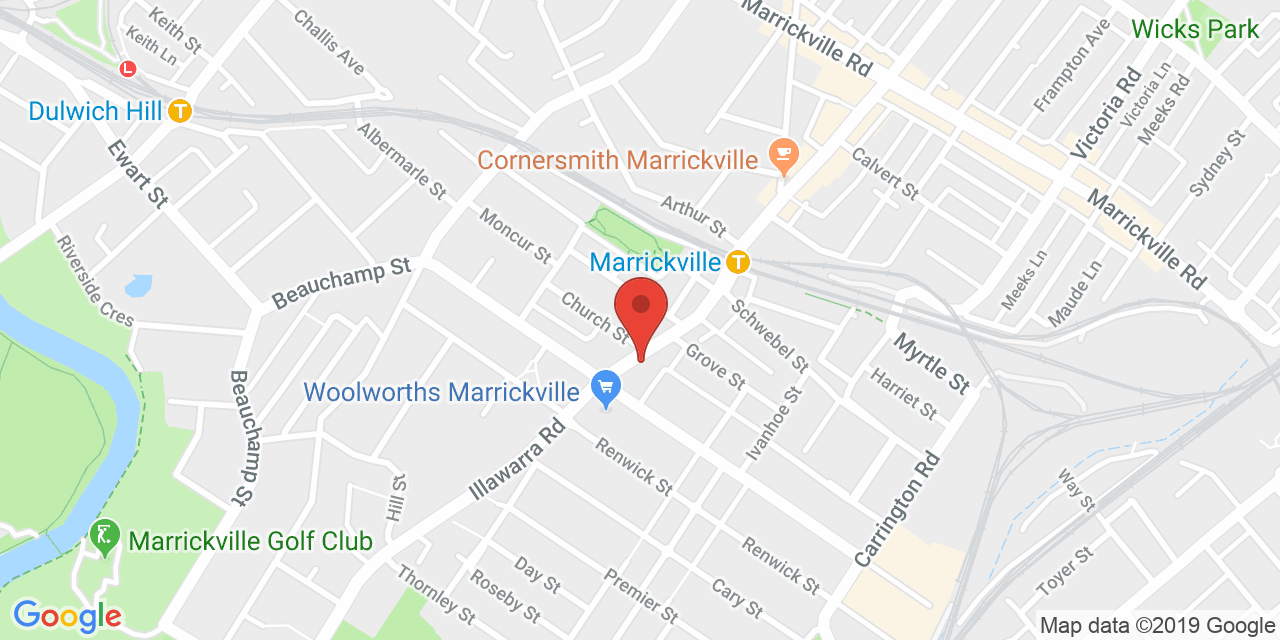 Keith St
Keith Ln
Challis Ave
Marrickville Rd
Wicks Park
Frampton Ave
Victoria Rd
Victoria Ln
Meeks Rd
Sydney St
L
Dulwich Hill
T
Ewart St
Albermarle St
Cornersmith Marrickville
Calvert St
Arthur St
Moncur St
Marrickville
T
Marrickville Rd
Meeks Ln
Maude Ln
Riverside Cres
Beauchamp St
Church St
Schwebel St
Grove St
Myrtle St
Harriet St
Woolworths Marrickville
Beauchamp St
Ivanhoe St
Illawarra Rd
Renwick St
Hill St
Carrington Rd
Way St
Marrickville Golf Club
Renwick St
Toyer St
Thornley St
Roseby St
Day St
Premier St
Cary St
Google
Map data ©2019 Google